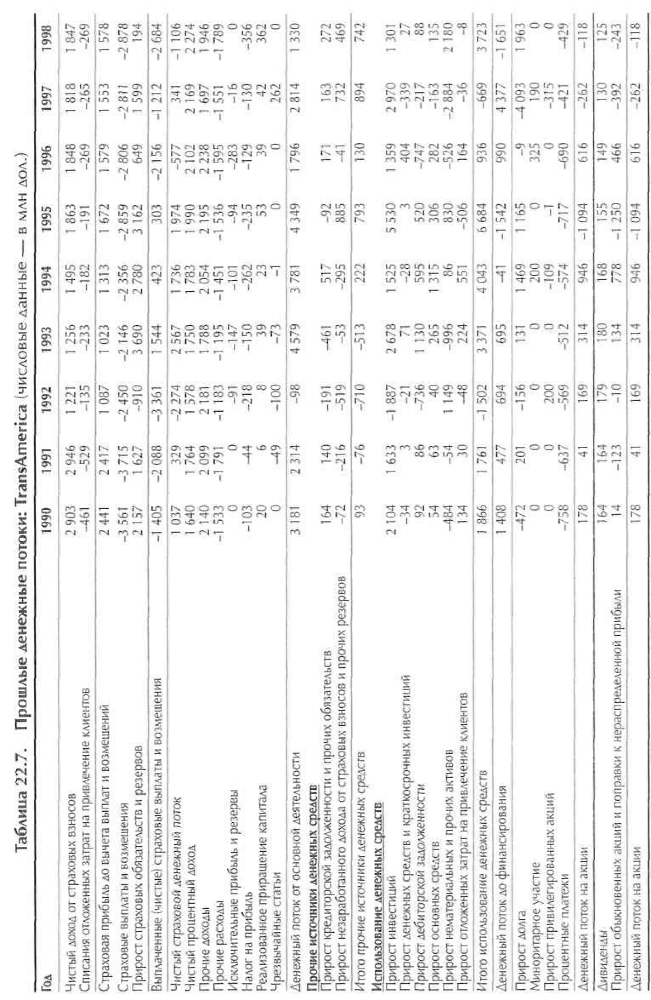 Таблица 22.7. Прошлые денежные потоки: TransAmerica (числовые данные — в млн дол.)
Год 1990 1991 1992 1993 1994 1995 1996 1997 1998
Чистый доход от страховых взносов 2 903 2 946 1 221 1 256 1 495 1 863 1 848 1 818 1 847
Списания отложенных затрат на привлечение клиентов –461 –529 –135 –233 –182 –191 –269 –265 –269
Страховая прибыль до вычета выплат и возмещений 2 441 2 417 1 087 1 023 1 313 1 672 1 579 1 553 1 578
Страховые выплаты и возмещения –3 561 –3 715 –2 450 –2 146 –2 356 –2 859 –2 806 –2 811 –2 878
Прирост страховых обязательств и резервов 2 157 1 627 –910 3 690 2 780 3 162 649 1 599 194
Выплаченные (чистые) страховые выплаты и возмещения –1 405 –2 088 –3 361 1 544 423 303 –2 156 –1 212 –2 684
Чистый страховой денежный поток 1 037 329 –2 274 2 567 1 736 1 974 –577 341 –1 106
Чистый процентный доход 1 640 1 764 1 578 1 750 1 783 1 990 2 102 2 169 2 274
Прочие доходы 2 140 2 099 2 181 1 788 2 054 2 195 2 238 1 697 1 946
Прочие расходы –1 533 –1 791 –1 183 –1 195 –1 451 –1 536 –1 595 –1 551 –1 789
Исключительные прибыль и резервы 0 0 –91 –147 –101 –94 –283 –16 0
Налог на прибыль –103 –44 –218 –150 –262 –235 –129 –130 –356
Реализованное приращение капитала 20 6 8 39 23 53 39 42 362
Чрезвычайные статьи 0 –49 –100 –73 –1 0 0 262 0
Денежный поток от основной деятельности 3 181 2 314 –98 4 579 3 781 4 349 1 796 2 814 1 330
Прочие источники денежных средств
Прирост кредиторской задолженности и прочих обязательств 164 140 –191 –461 517 –92 171 163 272
Прирост незаработанного дохода от страховых взносов и прочих резервов –72 –216 –519 –53 –295 885 –41 732 469
Итого прочие источники денежных средств 93 –76 –710 –513 222 793 130 894 742
Использование денежных средств
Прирост инвестиций 2 104 1 633 –1 887 2 678 1 525 5 530 1 359 2 970 1 301
Прирост денежных средств и краткосрочных инвестиций –34 3 –21 71 –28 3 404 –339 27
Прирост дебиторской задолженности 92 86 –736 1 130 595 520 –747 –217 88
Прирост основных средств 54 63 40 265 1 315 306 282 –163 135
Прирост нематериальных и прочих активов –484 –54 1 149 –996 86 830 –526 –2 884 2 180
Прирост отложенных затрат на привлечение клиентов 134 30 –48 224 551 –506 164 –36 –8
Итого использование денежных средств 1 866 1 761 –1 502 3 371 4 043 6 684 936 –669 3 723
Денежный поток до финансирования 1 408 477 694 695 –41 –1 542 990 4 377 –1 651
Прирост долга –472 201 –156 131 1 469 1 165 –9 –4 093 1 963
Миноритарное участие 0 0 0 0 200 0 325 190 0
Прирост привилегированных акций 0 0 200 0 –109 –1 0 –315 0
Процентные платежи –758 –637 –569 –512 –574 –717 –690 –421 –429
Денежный поток на акции 178 41 169 314 946 –1 094 616 –262 –118
Дивиденды 164 164 179 180 168 155 149 130 125
Прирост обыкновенных акций и поправки к нераспределенной прибыли 14 –123 –10 134 778 –1 250 466 –392 –243
Денежный поток на акции 178 41 169 314 946 –1 094 616 –262 –118